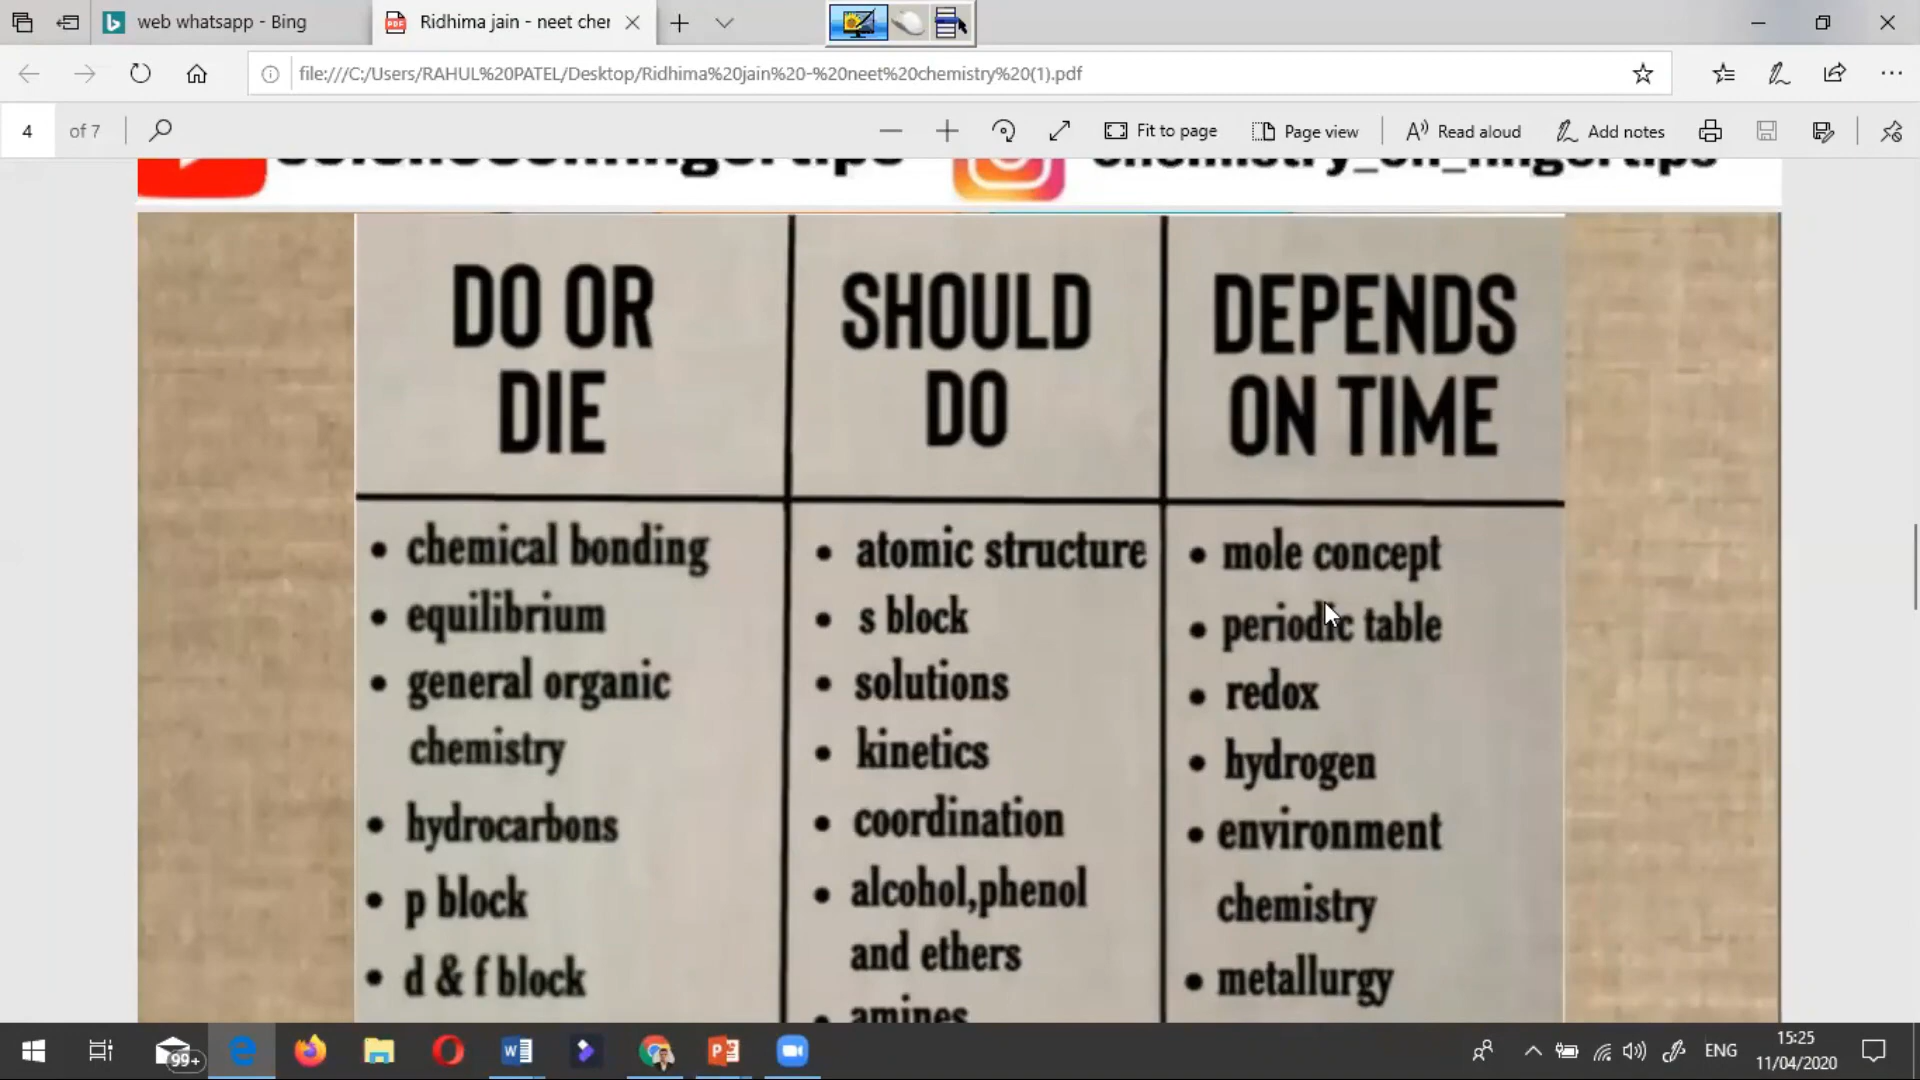 web whatsapp - Bing
Ridhima jain - neet cher
file:///C:/Users/RAHUL%20PATEL/Desktop/Ridhima%20jain%20-%20neet%20chemistry%20(1).pdf
4 of 7
Fit to page
Page view
Read aloud
Add notes
chemistry_on_fingertips
DO OR
DIE
SHOULD
DO
DEPENDS
ON TIME
• chemical bonding
• equilibrium
• general organic
chemistry
• hydrocarbons
• p block
• d & f block
• atomic structure
• s block
• solutions
• kinetics
• coordination
• alcohol,phenol
and ethers
• amines
• mole concept
• periodic table
• redox
• hydrogen
• environment
chemistry
• metallurgy
99+
ENG
15:25
11/04/2020